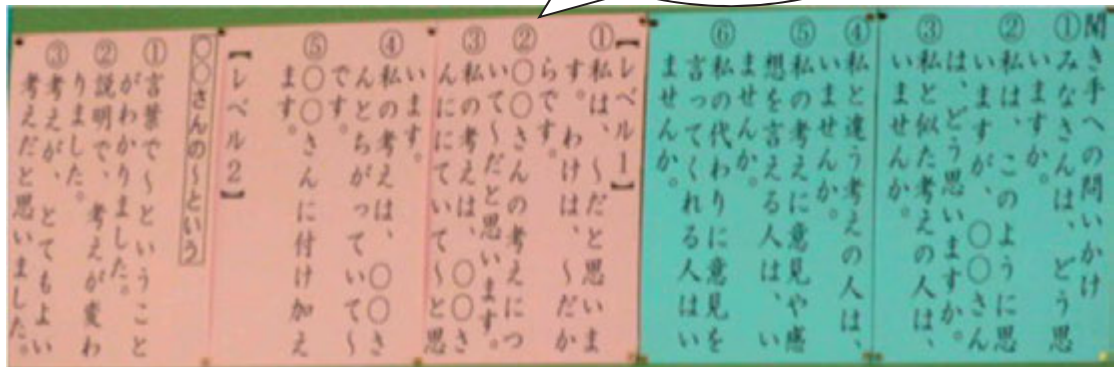 聞き手への問いかけ
①みなさんは、どう思
いますか。
②私は、このように思
いますが、○○さん
は、どう思いますか。
③私と似た考えの人は、
いませんか。
④私と違う考えの人は、
いませんか。
⑤私の考えに意見や感
想を言える人は、い
ませんか。
⑥私の代わりに意見を
言ってくれる人はい
ませんか。
【レベル1】
①私は、~だと思いま
す。わけは、~だか
らです。
②○○さんの考えにつ
いて~だと思います。
③私の考えは、○○さ
んににていて~と思
います。
④私の考えは、○○さ
んとちがっていて~
です。
⑤○○さんに付け加え
ます。
【レベル2】
○○さんの~という
①言葉で~ということ
がわかりました。
②説明で、考えが変わ
りました。
③考えが、とてもよい
考えだと思いました。